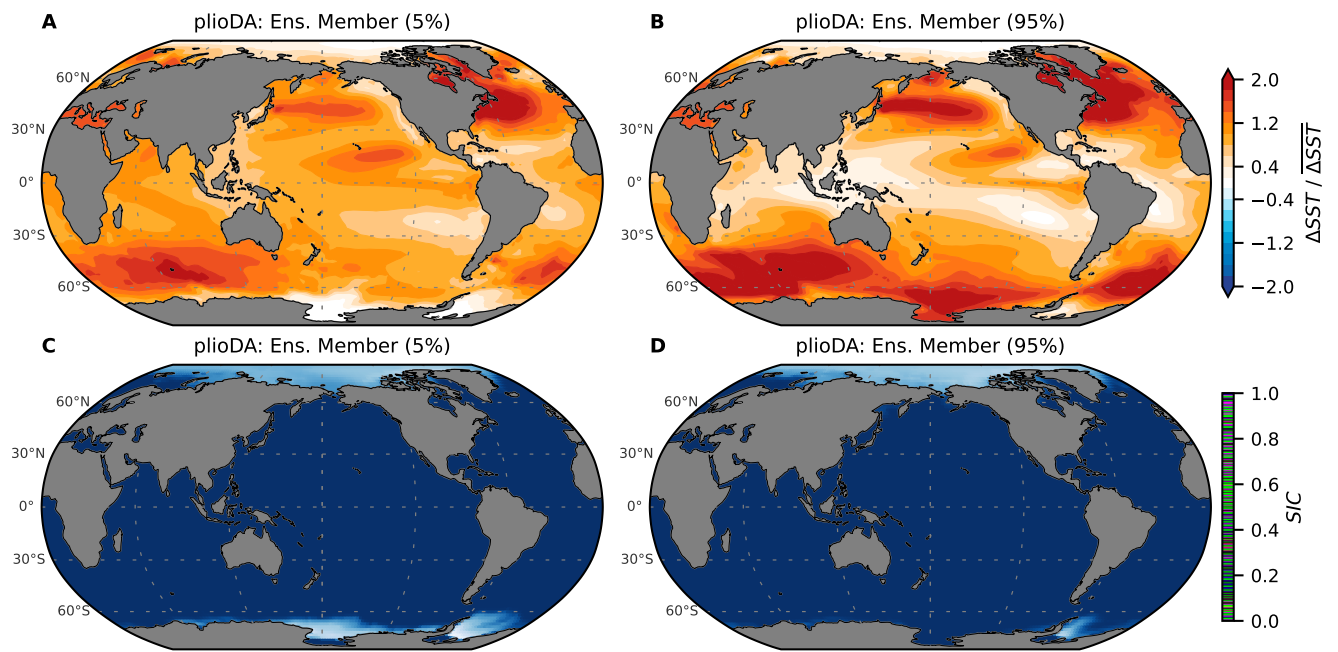 A plioDA: Ens. Member (5%)
60°N
30°N
0°
30°S
60°S
B plioDA: Ens. Member (95%)
60°N
30°N
0°
30°S
60°S
2.0
1.2
0.4
−0.4
−1.2
−2.0
ΔSST / ΔSST
C plioDA: Ens. Member (5%)
60°N
30°N
0°
30°S
60°S
D plioDA: Ens. Member (95%)
60°N
30°N
0°
30°S
60°S
1.0
0.8
0.6
0.4
0.2
0.0
SIC